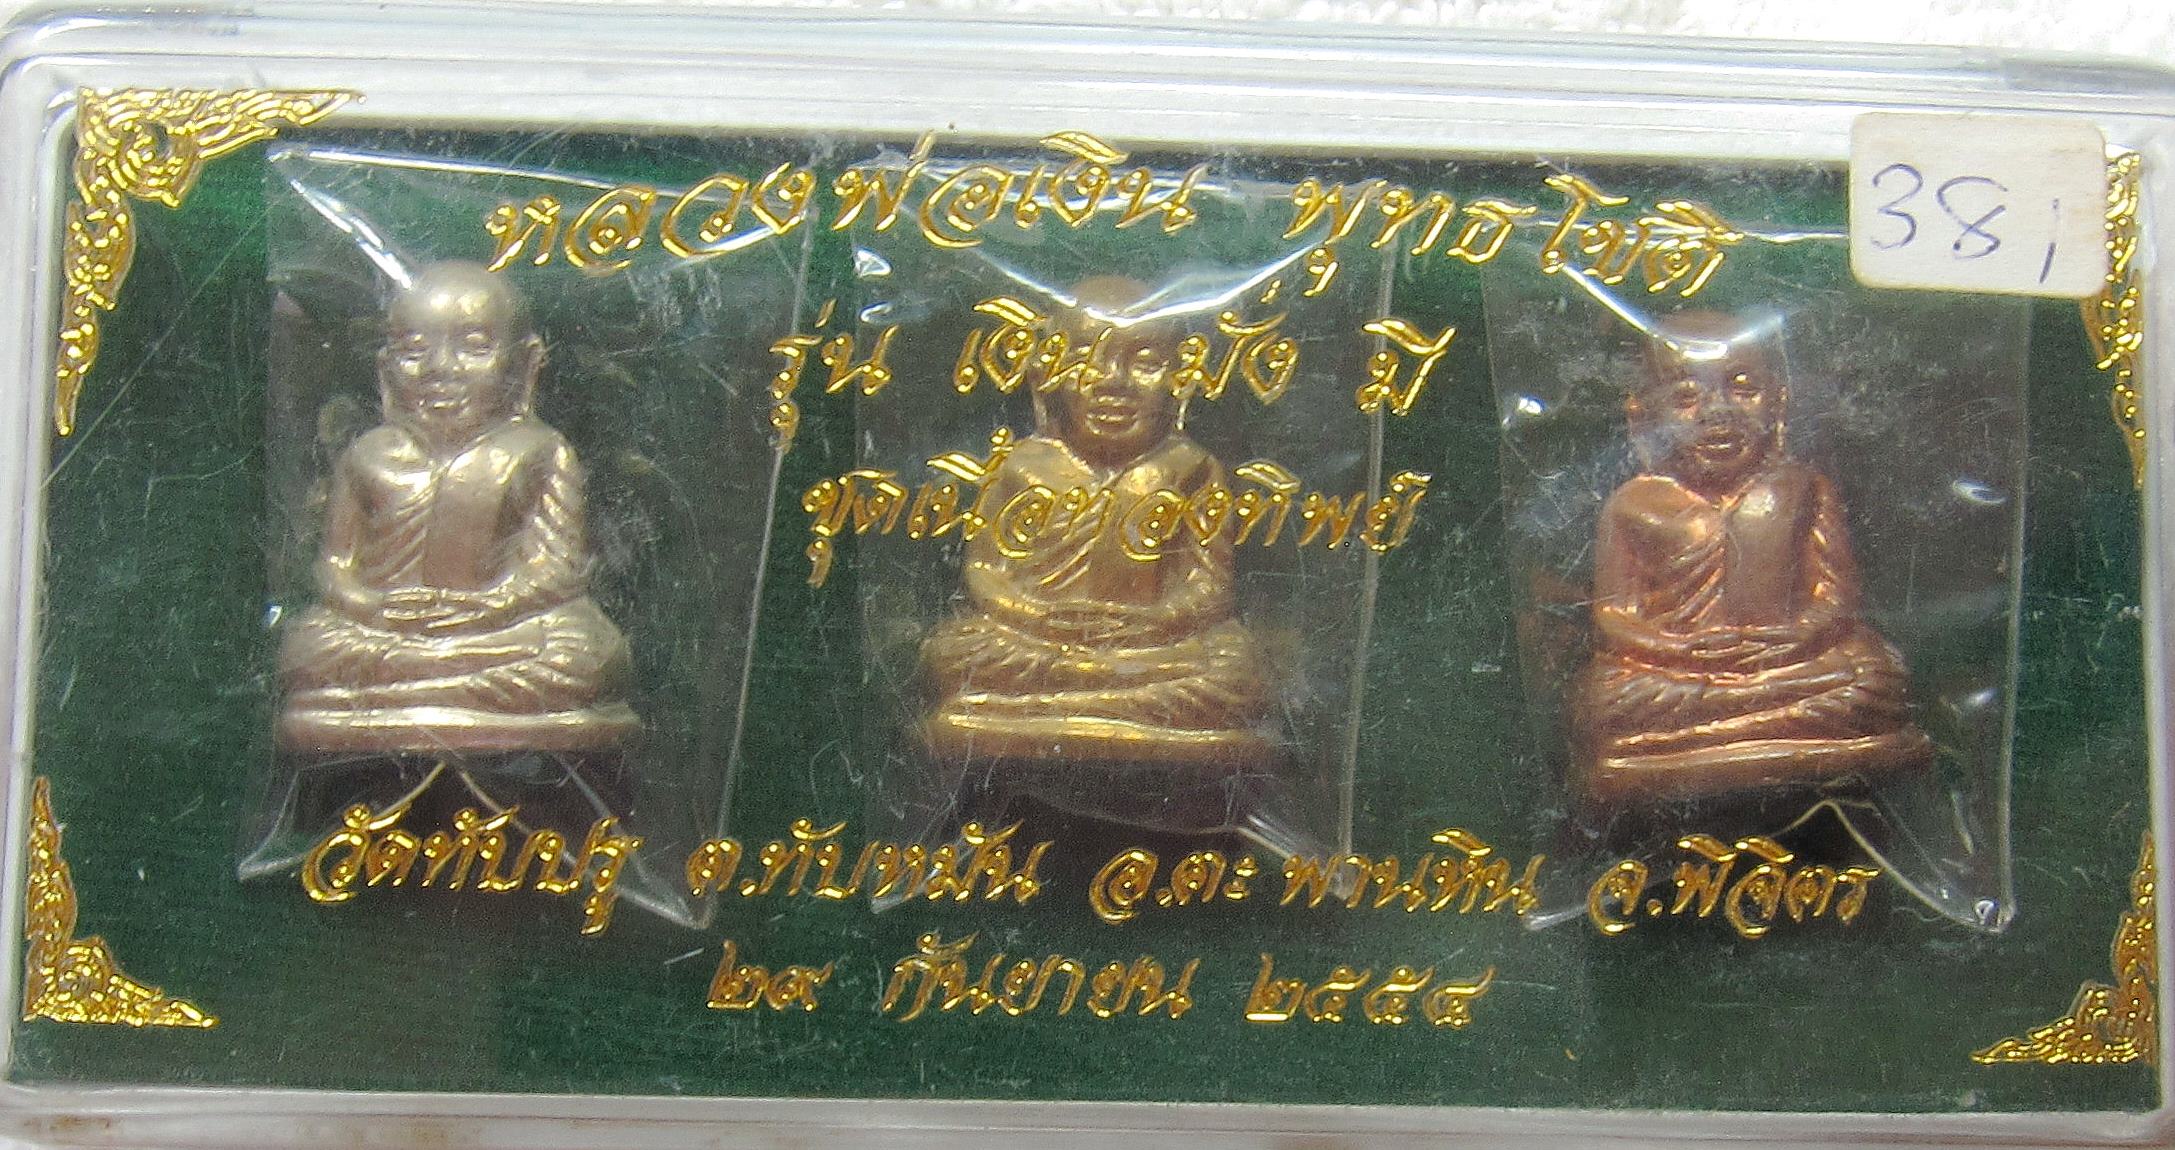 หลวงพ่อเงิน พุทธโชติ
38,
รุ่น เงิน มั่ง มี
ชุดเนื้อทองทิพย์
วัดทับปรู ต.ทับหมัน อ.ตะพานหิน จ.พิจิตร
๒๙ กันยายน ๒๕๕๔